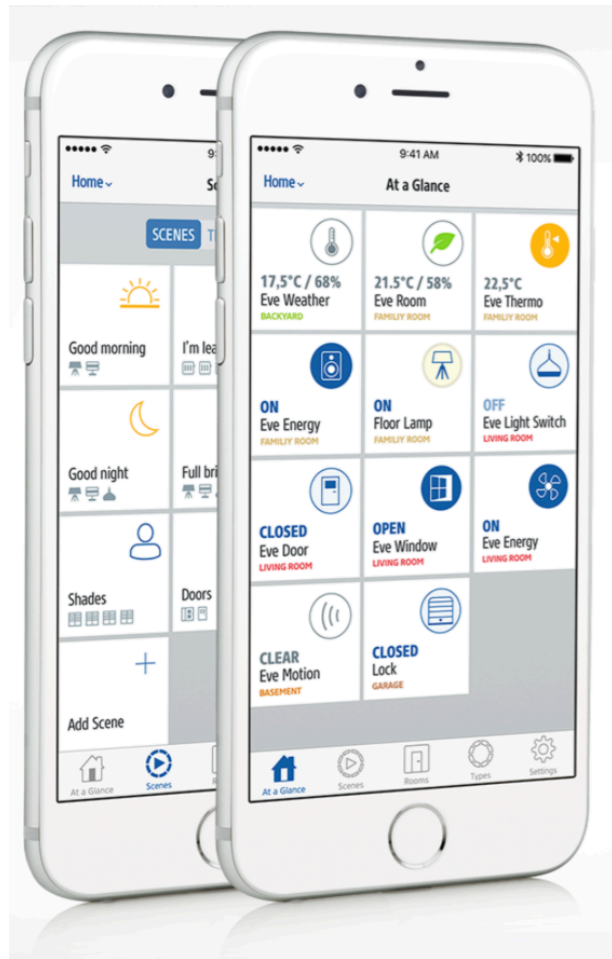 Home
SCENES
Good morning
I'm lea
Good night
Full bri
Shades
Doors
Add Scene
At a Glance
Scenes
9:41 AM
100%
Home
At a Glance
17,5°C / 68%
Eve Weather
BACKYARD
21.5°C / 58%
Eve Room
FAMILIY ROOM
22,5°C
Eve Thermo
FAMILIY ROOM
ON
Eve Energy
FAMILIY ROOM
ON
Floor Lamp
FAMILIY ROOM
OFF
Eve Light Switch
LIVING ROOM
CLOSED
Eve Door
LIVING ROOM
OPEN
Eve Window
LIVING ROOM
ON
Eve Energy
LIVING ROOM
CLEAR
Eve Motion
BASEMENT
CLOSED
Lock
GARAGE
At a Glance
Scenes
Rooms
Types
Settings